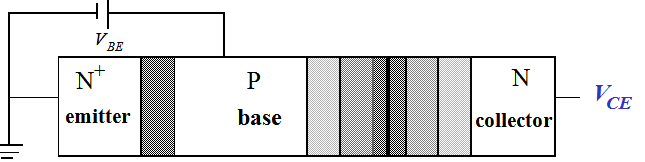 V_BE
N⁺ P N
emitter base collector
V_CE